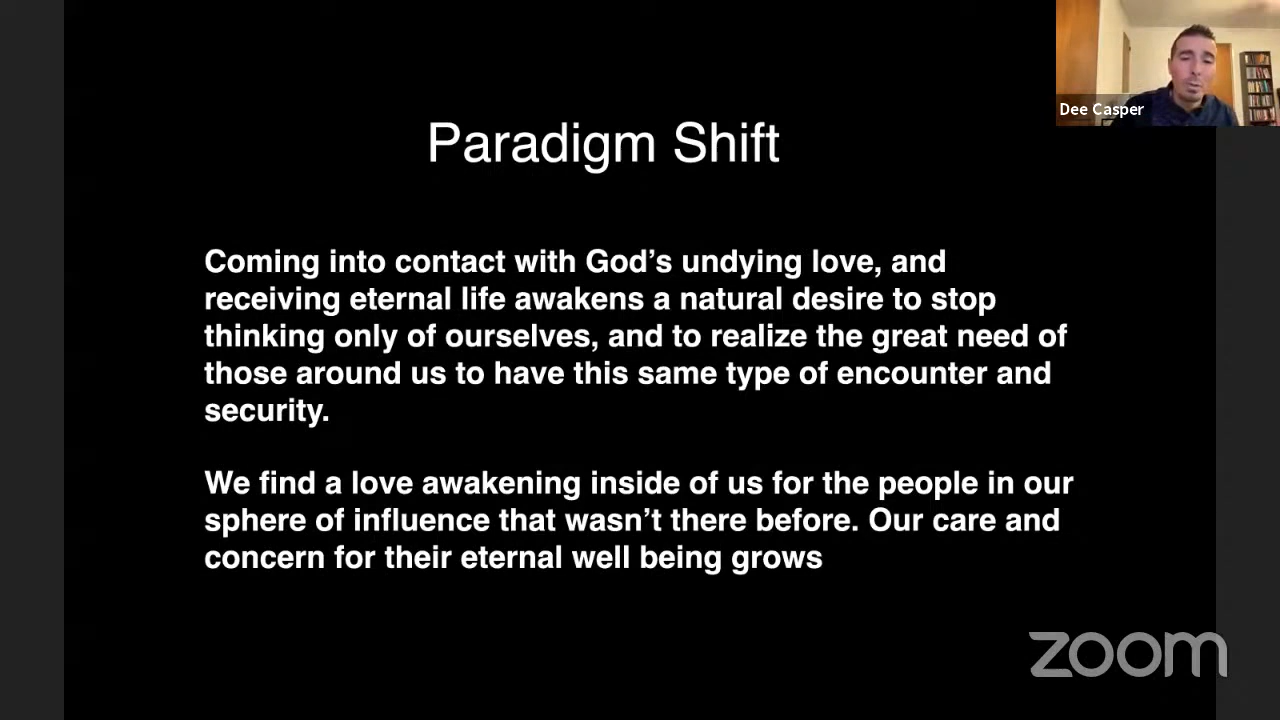 Dee Casper
Paradigm Shift
Coming into contact with God's undying love, and
receiving eternal life awakens a natural desire to stop
thinking only of ourselves, and to realize the great need of
those around us to have this same type of encounter and
security.
We find a love awakening inside of us for the people in our
sphere of influence that wasn't there before. Our care and
concern for their eternal well being grows
zoom